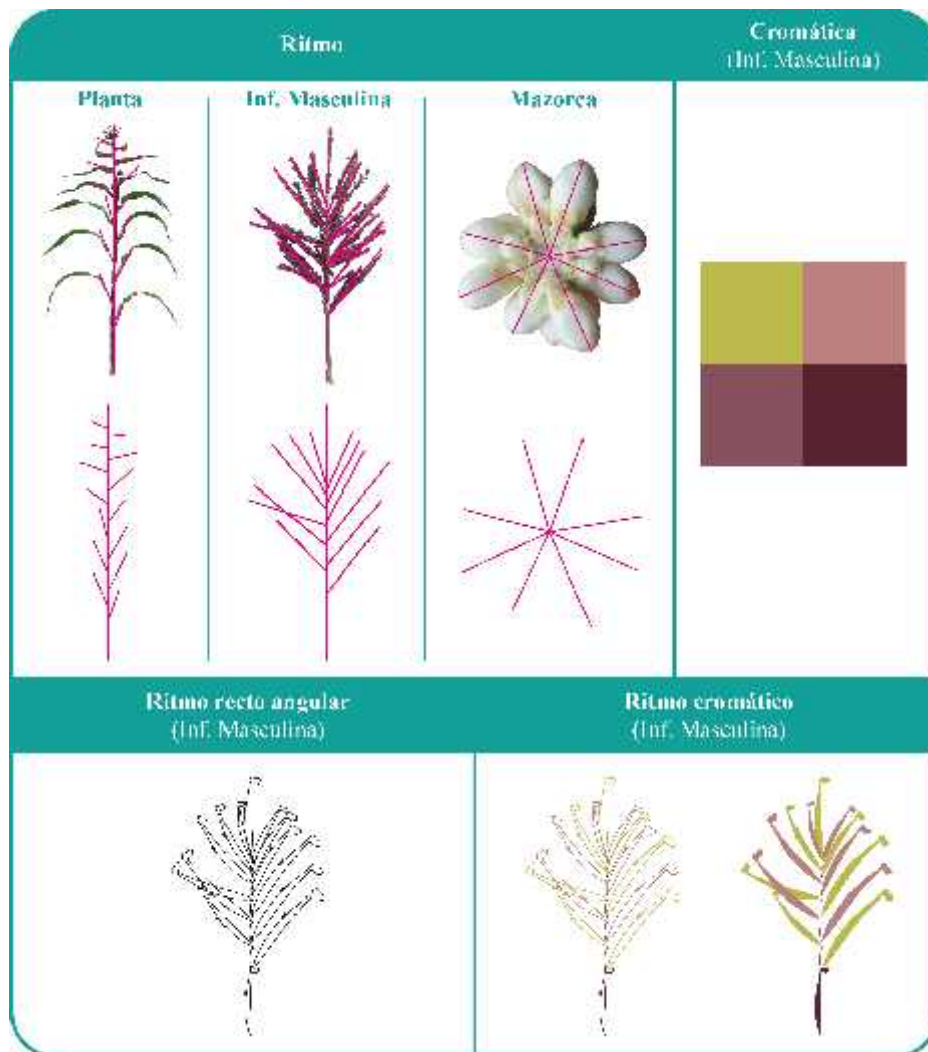 Ritmo
Cromática
(Inf. Masculina)
Planta
Inf. Masculina
Mazorca
Ritmo recto angular
(Inf. Masculina)
Ritmo cromático
(Inf. Masculina)